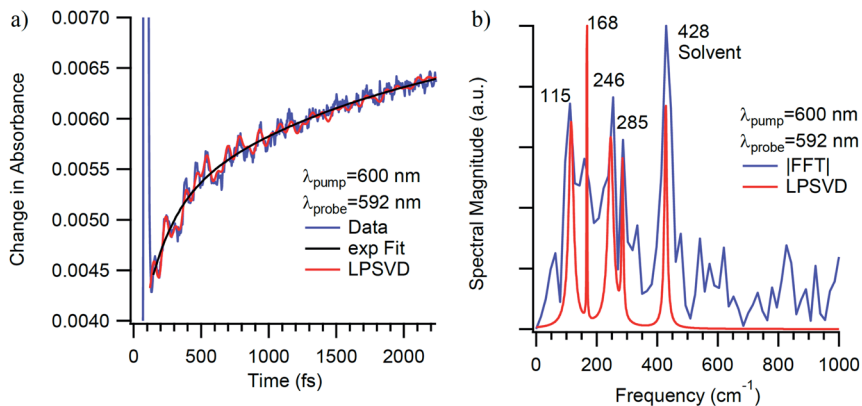 a)
Change in Absorbance
0.0070
0.0065
0.0060
0.0055
0.0050
0.0045
0.0040
λpump=600 nm
λprobe=592 nm
Data
exp Fit
LPSVD
0
500
1000
1500
2000
Time (fs)
b)
Spectral Magnitude (a.u.)
115
168
246
285
428
Solvent
λpump=600 nm
λprobe=592 nm
|FFT|
LPSVD
0
200
400
600
800
1000
Frequency (cm⁻¹)